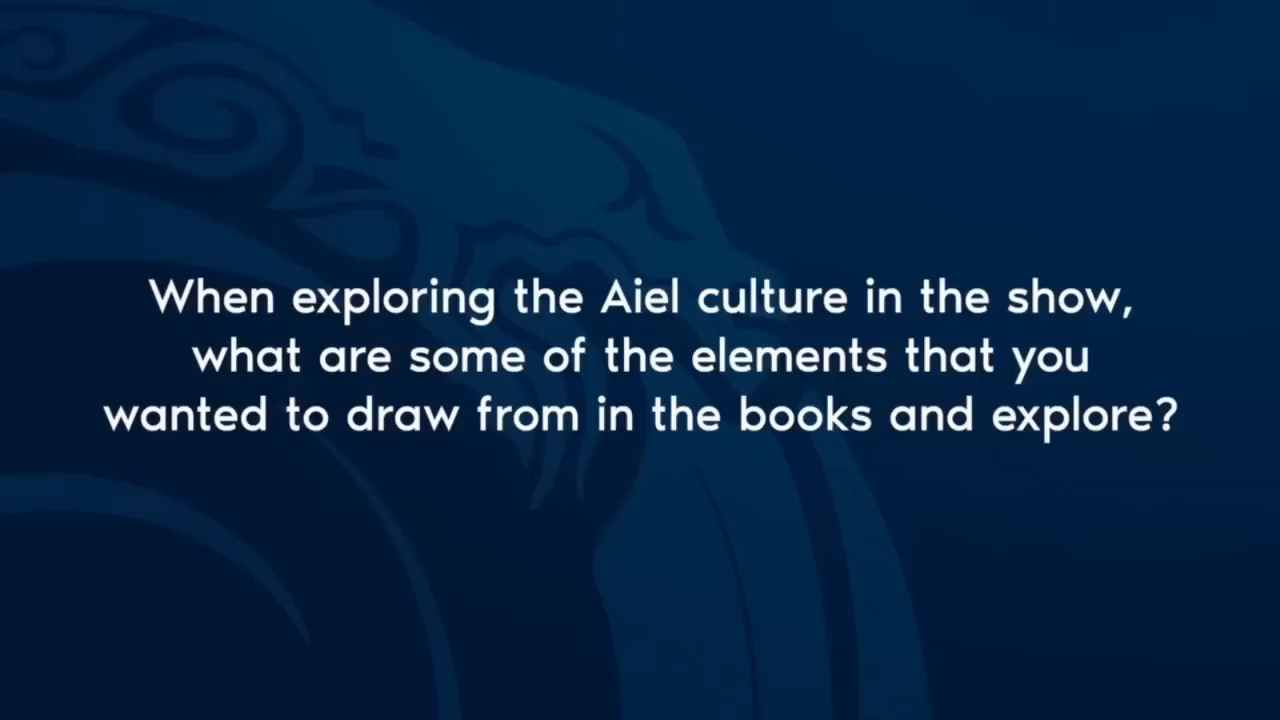 When exploring the Aiel culture in the show,
what are some of the elements that you
wanted to draw from in the books and explore?